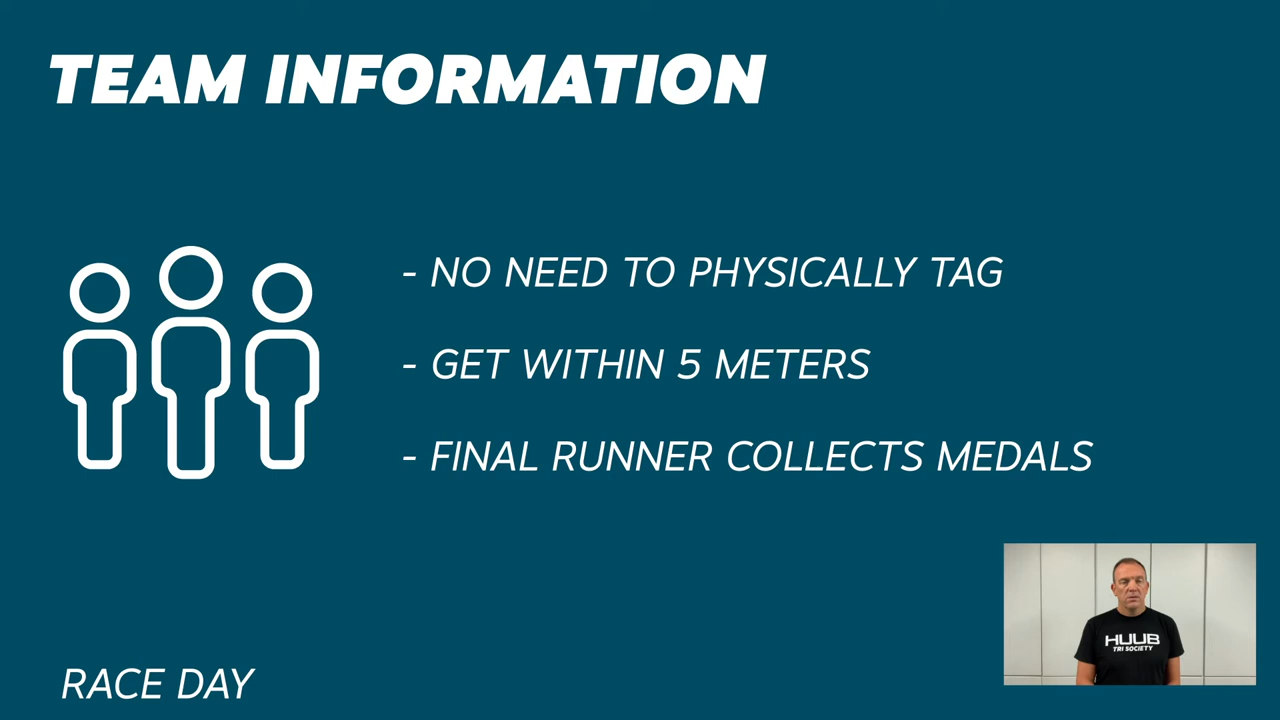 TEAM INFORMATION
- NO NEED TO PHYSICALLY TAG
- GET WITHIN 5 METERS
- FINAL RUNNER COLLECTS MEDALS
HUUB
TRI SOCIETY
RACE DAY